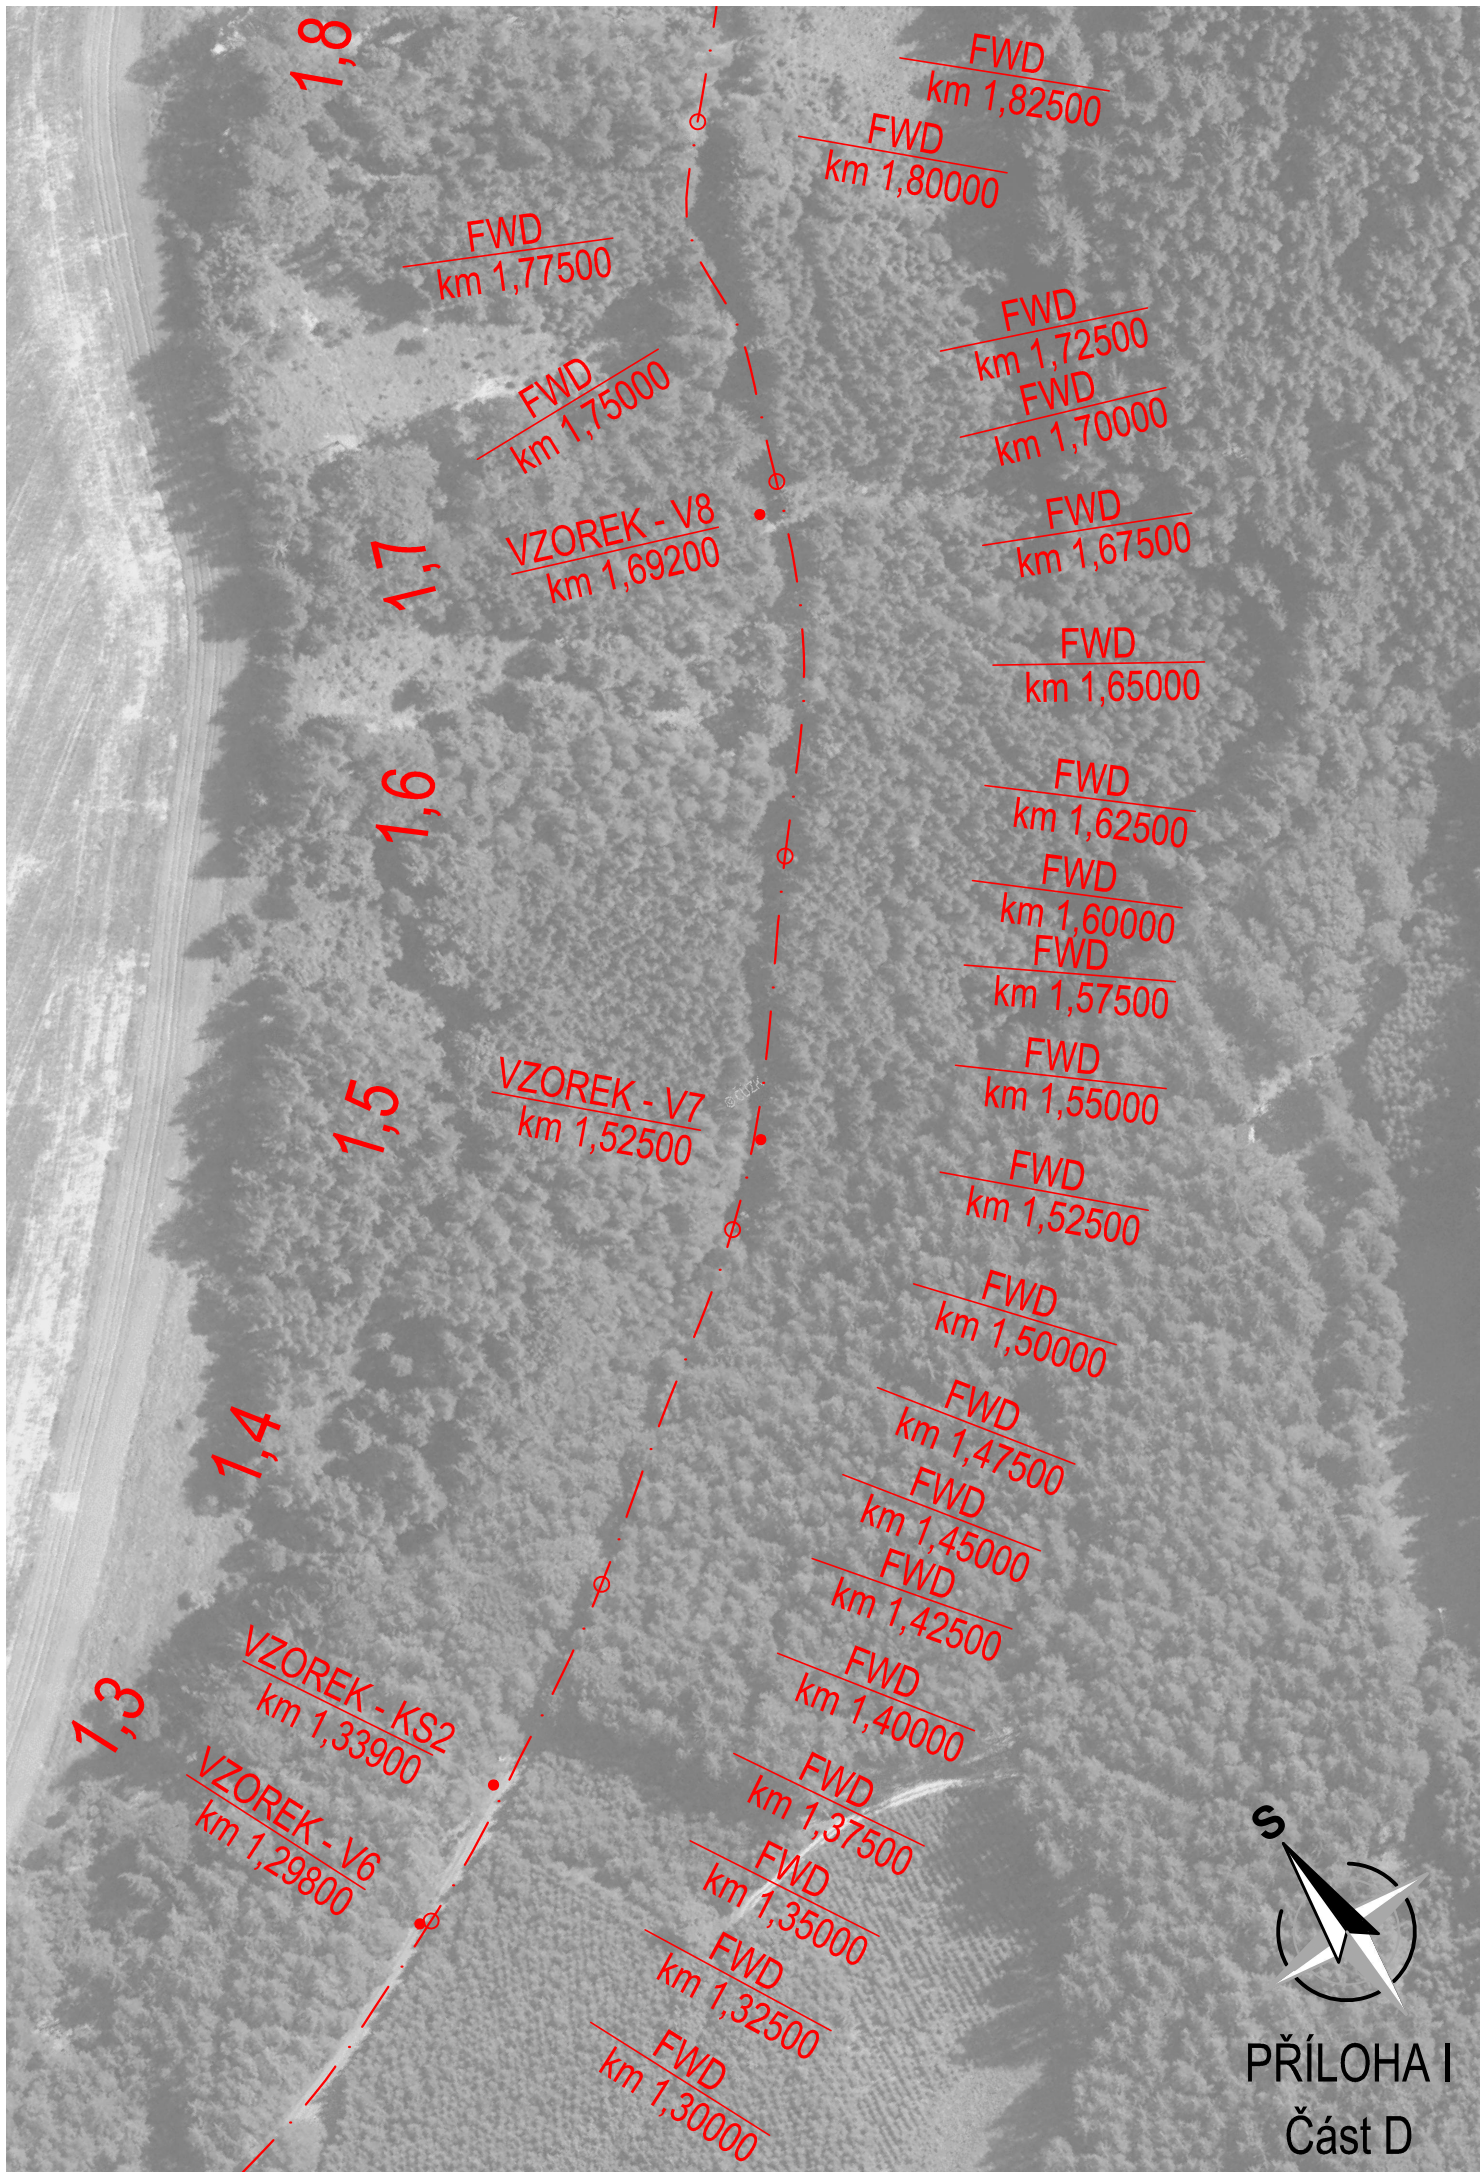 1,8
FWD
km 1,82500
FWD
km 1,80000
FWD
km 1,77500
FWD
km 1,72500
FWD
km 1,75000
FWD
km 1,70000
VZOREK - V8
km 1,69200
FWD
km 1,67500
1,7
FWD
km 1,65000
1,6
FWD
km 1,62500
FWD
km 1,60000
FWD
km 1,57500
1,5
VZOREK - V7
km 1,52500
FWD
km 1,55000
FWD
km 1,52500
FWD
km 1,50000
1,4
FWD
km 1,47500
FWD
km 1,45000
FWD
km 1,42500
1,3
VZOREK - KS2
km 1,33900
FWD
km 1,40000
VZOREK - V6
km 1,29800
FWD
km 1,37500
FWD
km 1,35000
FWD
km 1,32500
FWD
km 1,30000
S
PŘÍLOHA I
Část D